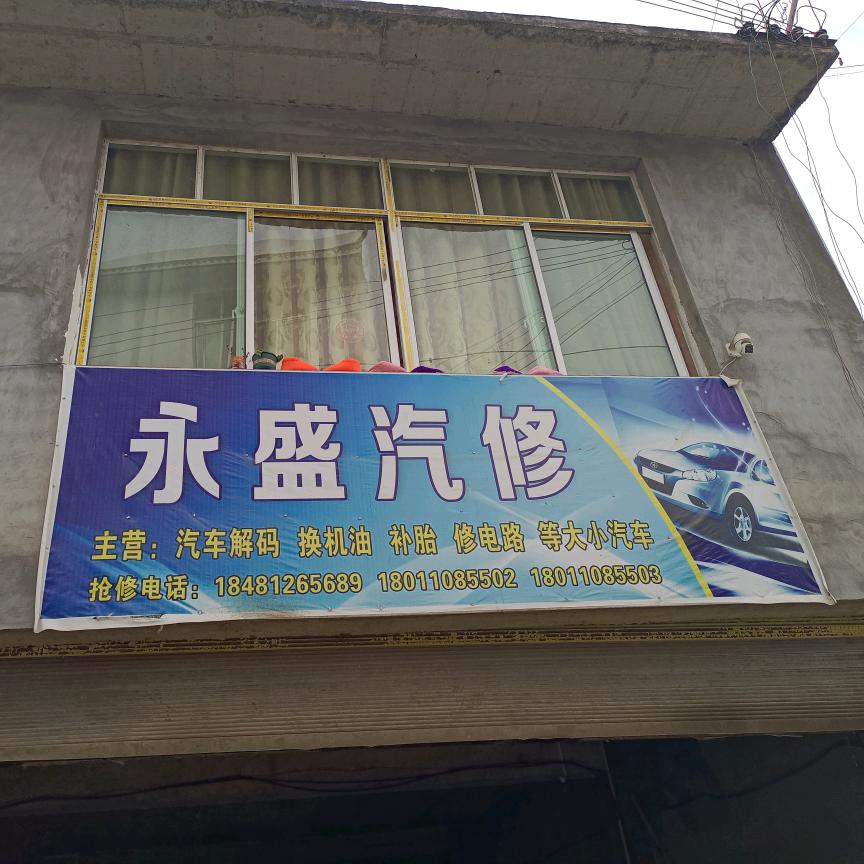 永盛汽修
主营：汽车解码 换机油 补胎 修电路 等大小汽车
抢修电话：18481265689 18011085502 18011085503